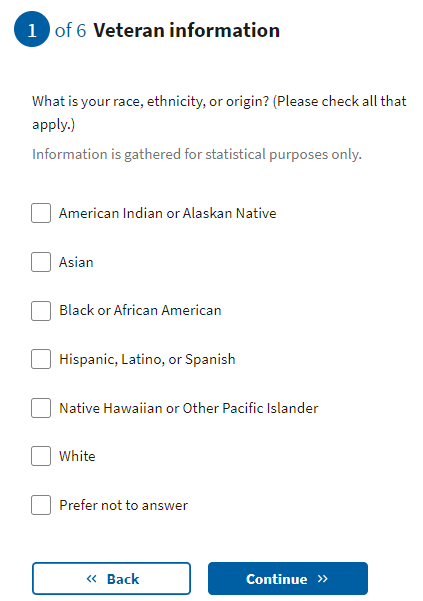 1 of 6 Veteran information
What is your race, ethnicity, or origin? (Please check all that
apply.)
Information is gathered for statistical purposes only.
American Indian or Alaskan Native
Asian
Black or African American
Hispanic, Latino, or Spanish
Native Hawaiian or Other Pacific Islander
White
Prefer not to answer
« Back
Continue »